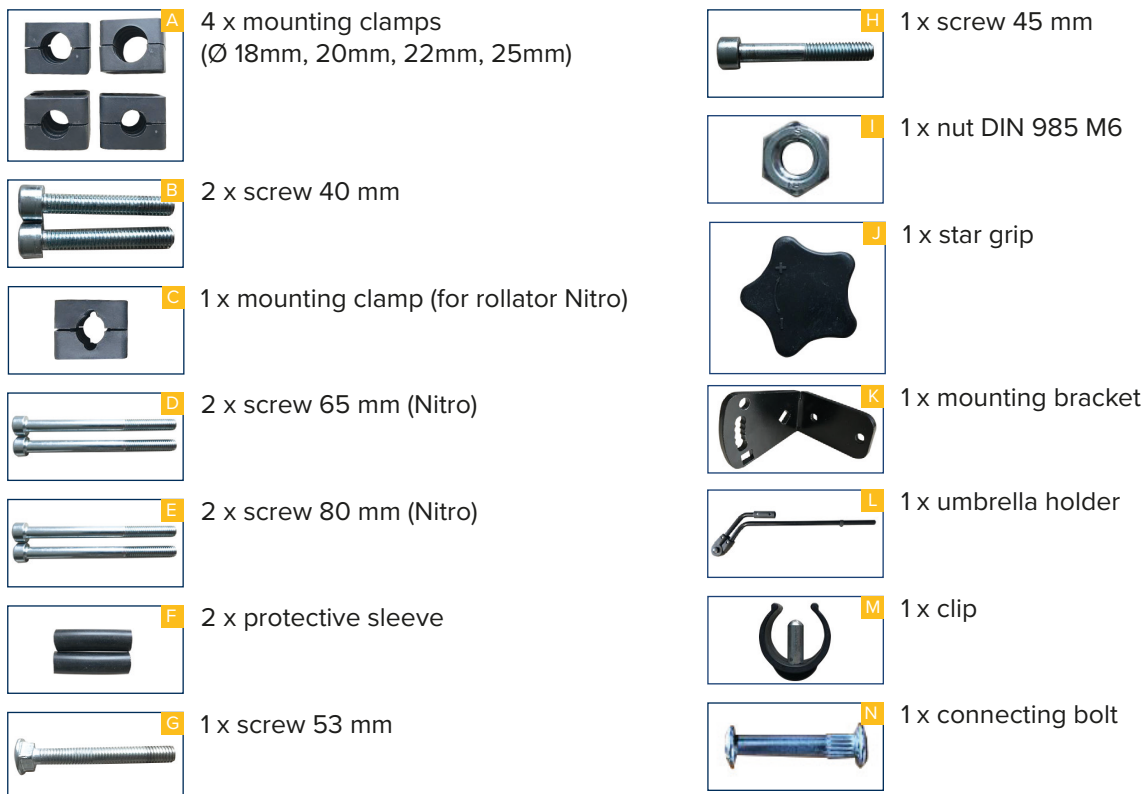 A
4 x mounting clamps
(Ø 18mm, 20mm, 22mm, 25mm)
B
2 x screw 40 mm
C
1 x mounting clamp (for rollator Nitro)
D
2 x screw 65 mm (Nitro)
E
2 x screw 80 mm (Nitro)
F
2 x protective sleeve
G
1 x screw 53 mm
H
1 x screw 45 mm
I
1 x nut DIN 985 M6
J
1 x star grip
+
-
K
1 x mounting bracket
L
1 x umbrella holder
M
1 x clip
N
1 x connecting bolt